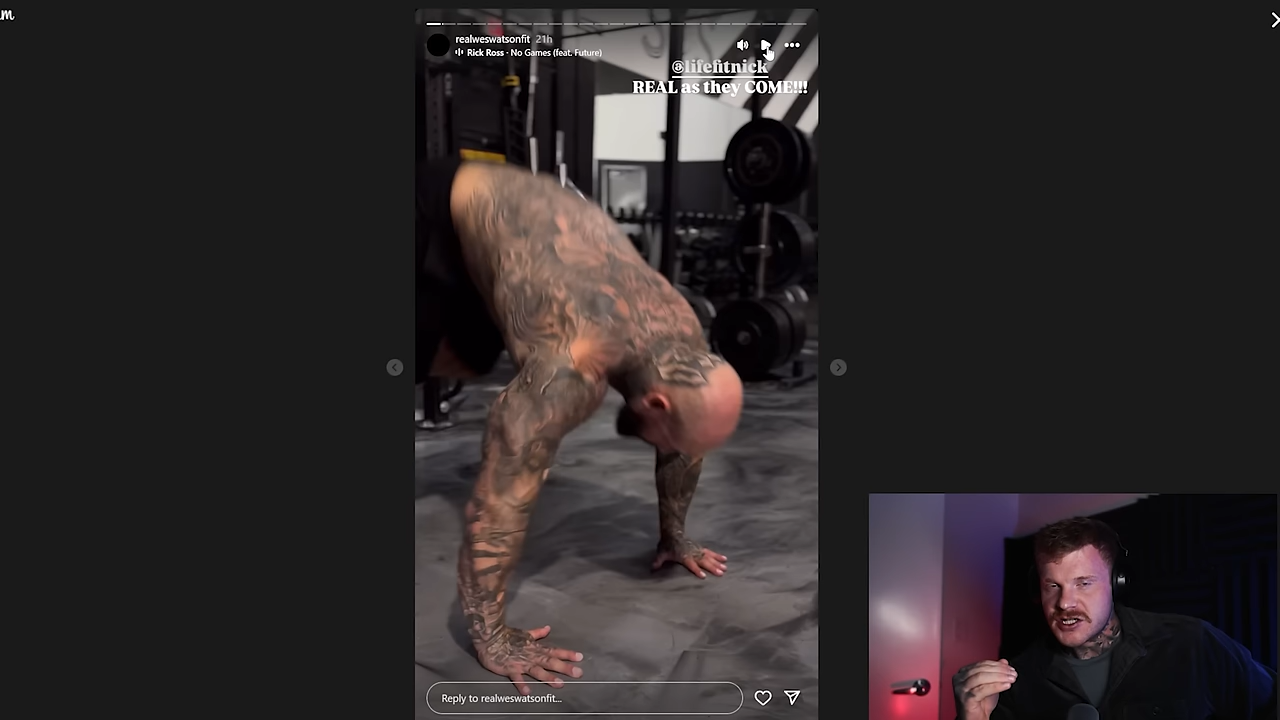 m
realweswatsonfit 21h
Rick Ross · No Games (feat. Future)
@lifefitnick
REAL as they COME!!!
Reply to realweswatsonfit...